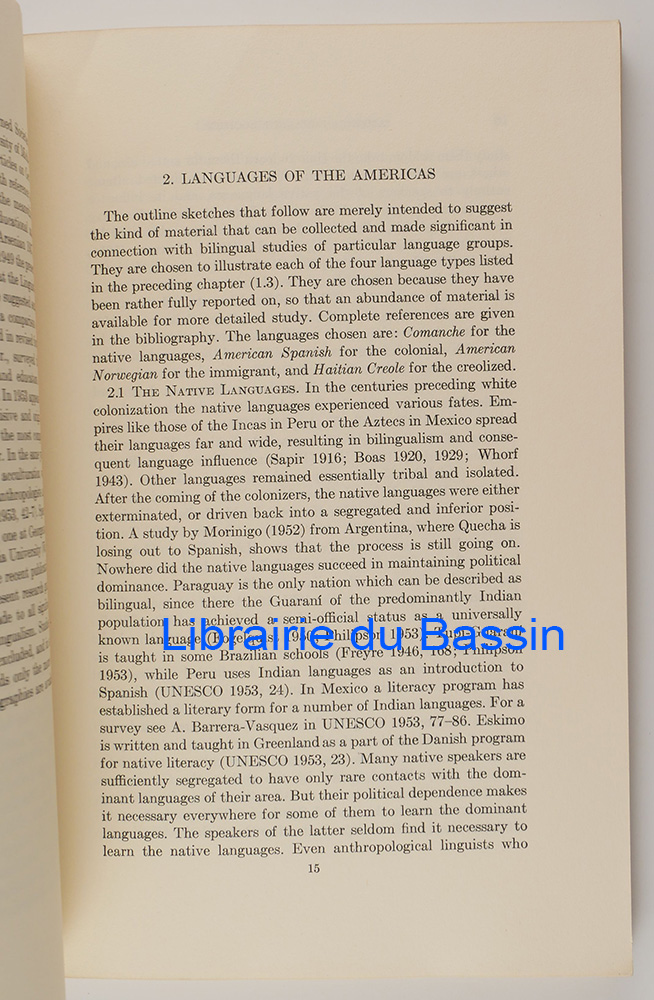 2. LANGUAGES OF THE AMERICAS
The outline sketches that follow are merely intended to suggest
the kind of material that can be collected and made significant in
connection with bilingual studies of particular language groups.
They are chosen to illustrate each of the four language types listed
in the preceding chapter (1.3). They are chosen because they have
been rather fully reported on, so that an abundance of material is
available for more detailed study. Complete references are given
in the bibliography. The languages chosen are: Comanche for the
native languages, American Spanish for the colonial, American
Norwegian for the immigrant, and Haitian Creole for the creolized.
2.1 THE NATIVE LANGUAGES. In the centuries preceding white
colonization the native languages experienced various fates. Em-
pires like those of the Incas in Peru or the Aztecs in Mexico spread
their languages far and wide, resulting in bilingualism and conse-
quent language influence (Sapir 1916; Boas 1920, 1929; Whorf
1943). Other languages remained essentially tribal and isolated.
After the coming of the colonizers, the native languages were either
exterminated, or driven back into a segregated and inferior posi-
tion. A study by Morinigo (1952) from Argentina, where Quecha is
losing out to Spanish, shows that the process is still going on.
Nowhere did the native languages succeed in maintaining political
dominance. Paraguay is the only nation which can be described as
bilingual, since there the Guaraní of the predominantly Indian
population has achieved a semi-official status as a universally
known language
Librairie du Bassin
is taught in some Brazilian schools (Freyre 1946,
1953), while Peru uses Indian languages as an introduction to
Spanish (UNESCO 1953, 24). In Mexico a literacy program has
established a literary form for a number of Indian languages. For a
survey see A. Barrera-Vasquez in UNESCO 1953, 77–86. Eskimo
is written and taught in Greenland as a part of the Danish program
for native literacy (UNESCO 1953, 23). Many native speakers are
sufficiently segregated to have only rare contacts with the dom-
inant languages of their area. But their political dependence makes
it necessary everywhere for some of them to learn the dominant
languages. The speakers of the latter seldom find it necessary to
learn the native languages. Even anthropological linguists who
15